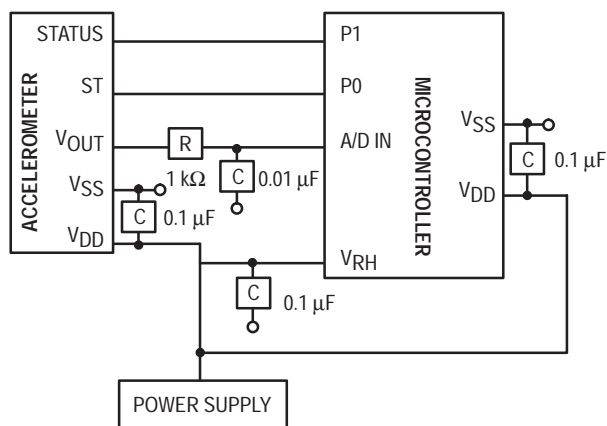 ACCELEROMETER
STATUS
ST
VOUT
VSS
VDD
R
1 kΩ
C
0.01 µF
C
0.1 µF
C
0.1 µF
P1
P0
A/D IN
VRH
MICROCONTROLLER
VSS
VDD
C
0.1 µF
POWER SUPPLY